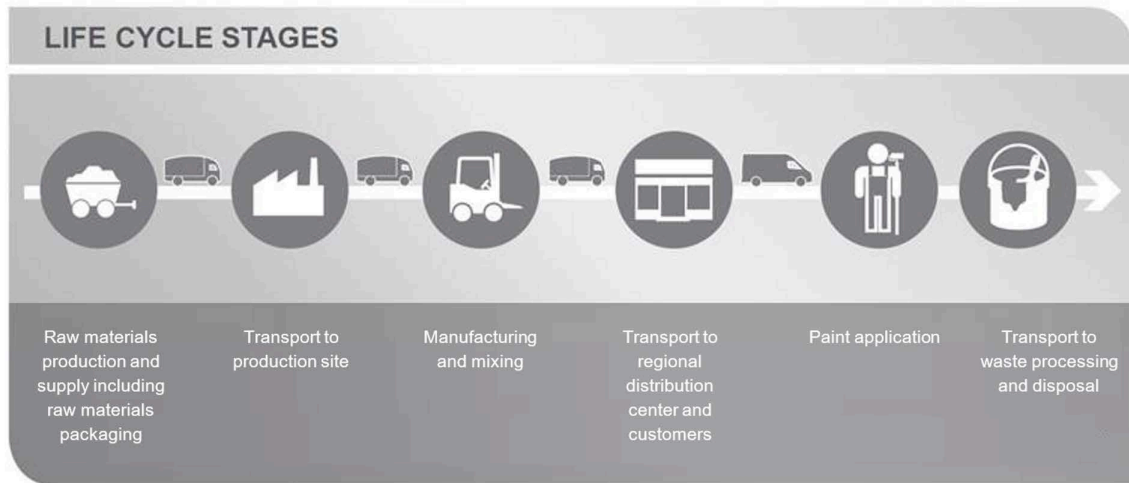 LIFE CYCLE STAGES
Raw materials
production and
supply including
raw materials
packaging
Transport to
production site
Manufacturing
and mixing
Transport to
regional
distribution
center and
customers
Paint application
Transport to
waste processing
and disposal